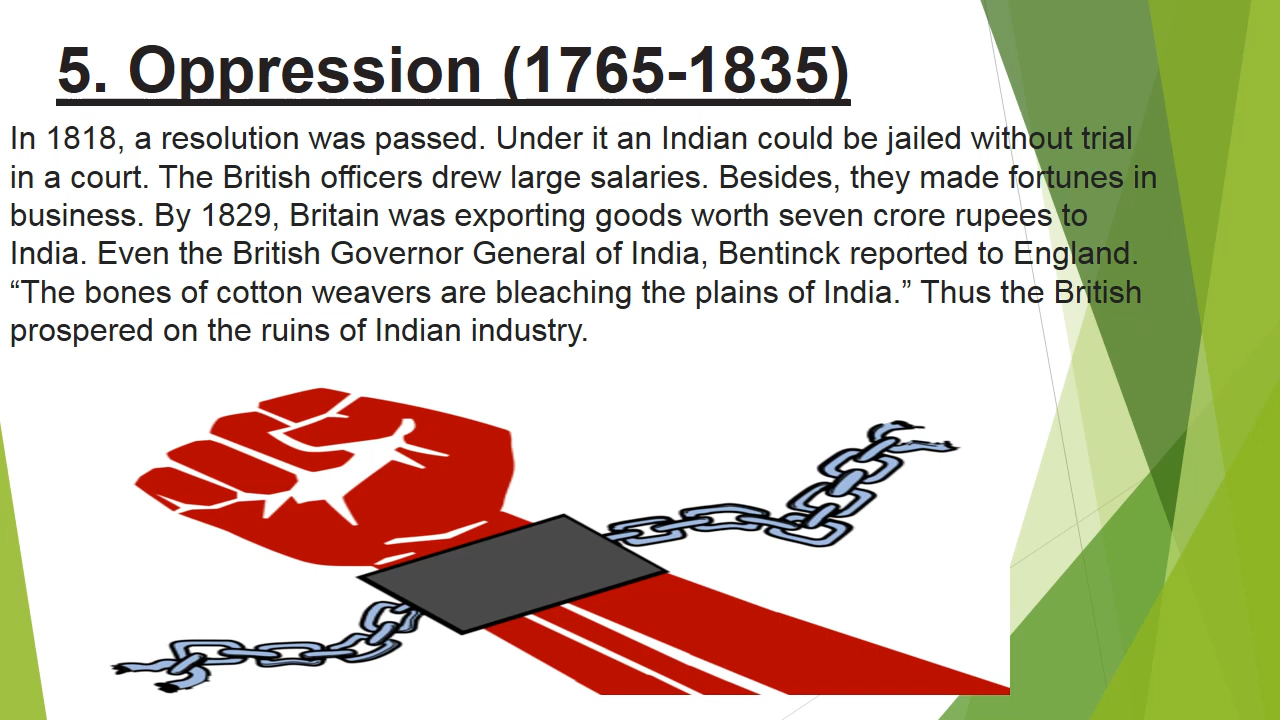 5. Oppression (1765-1835)
In 1818, a resolution was passed. Under it an Indian could be jailed without trial
in a court. The British officers drew large salaries. Besides, they made fortunes in
business. By 1829, Britain was exporting goods worth seven crore rupees to
India. Even the British Governor General of India, Bentinck reported to England.
“The bones of cotton weavers are bleaching the plains of India.” Thus the British
prospered on the ruins of Indian industry.